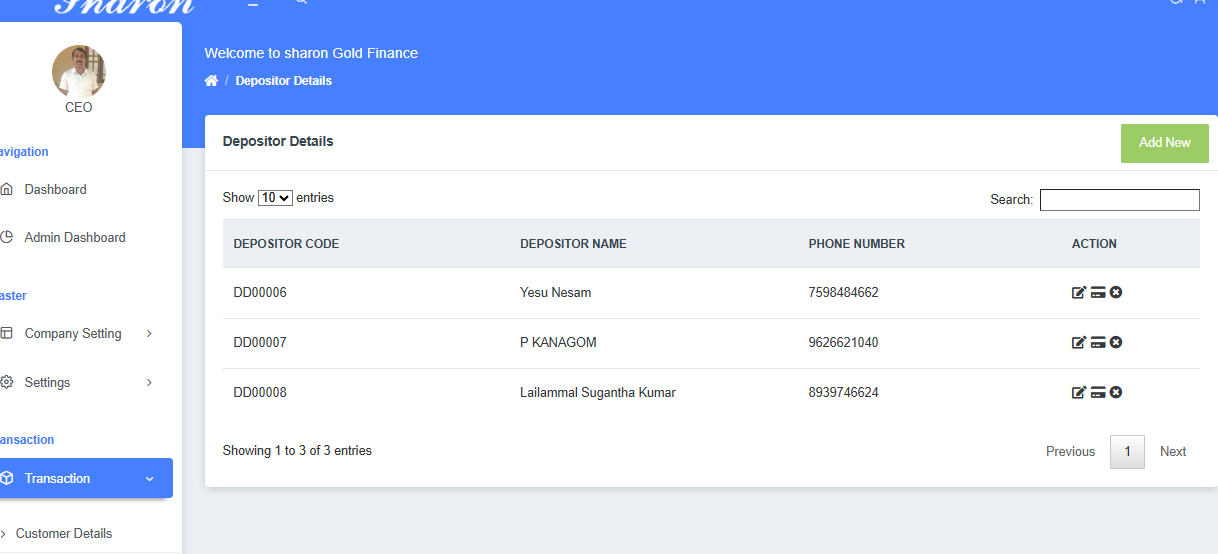 Sharon
Welcome to sharon Gold Finance
/ Depositor Details
CEO
avigation
Dashboard
Admin Dashboard
aster
Company Setting
Settings
ansaction
Transaction
Customer Details
Depositor Details
Add New
Show 10 entries
Search:
DEPOSITOR CODE DEPOSITOR NAME PHONE NUMBER ACTION
DD00006 Yesu Nesam 7598484662
DD00007 P KANAGOM 9626621040
DD00008 Lailammal Sugantha Kumar 8939746624
Showing 1 to 3 of 3 entries
Previous 1 Next